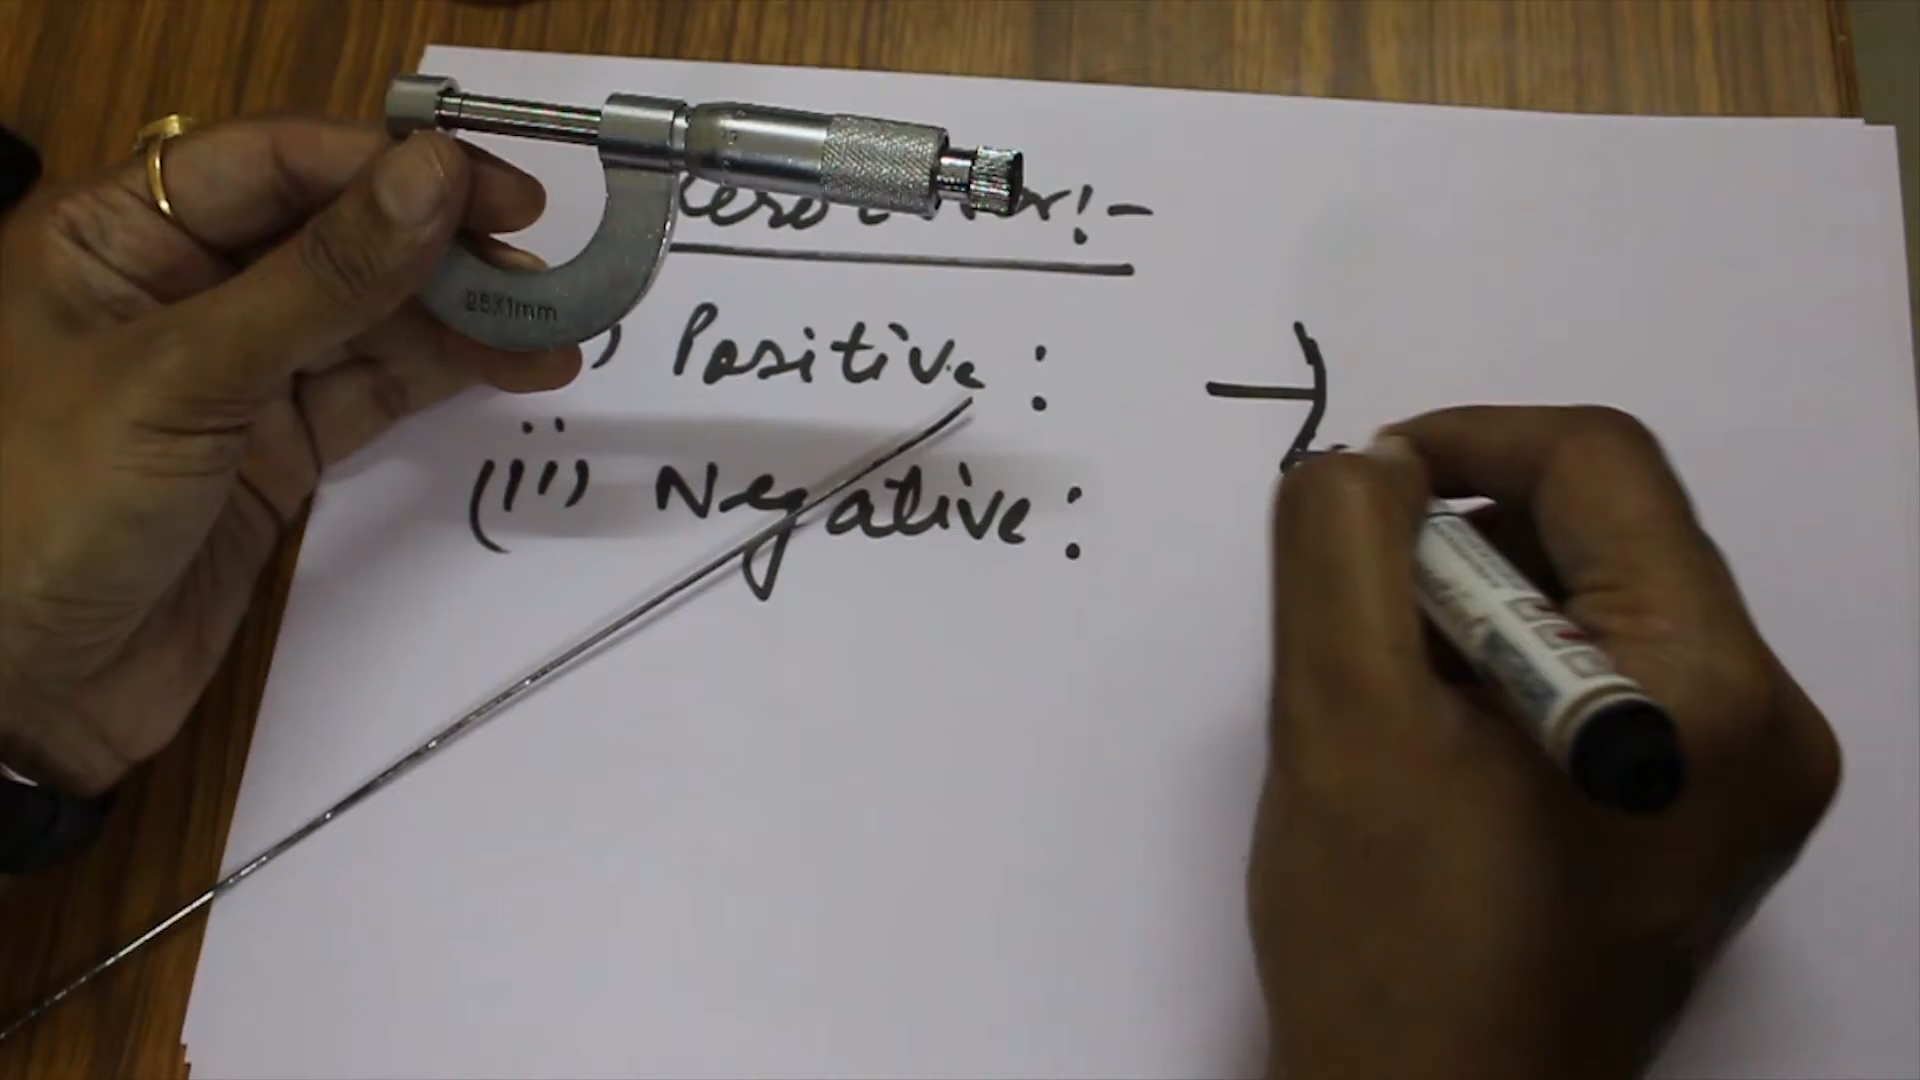 25X1mm
Positive :
(ii) Negative :